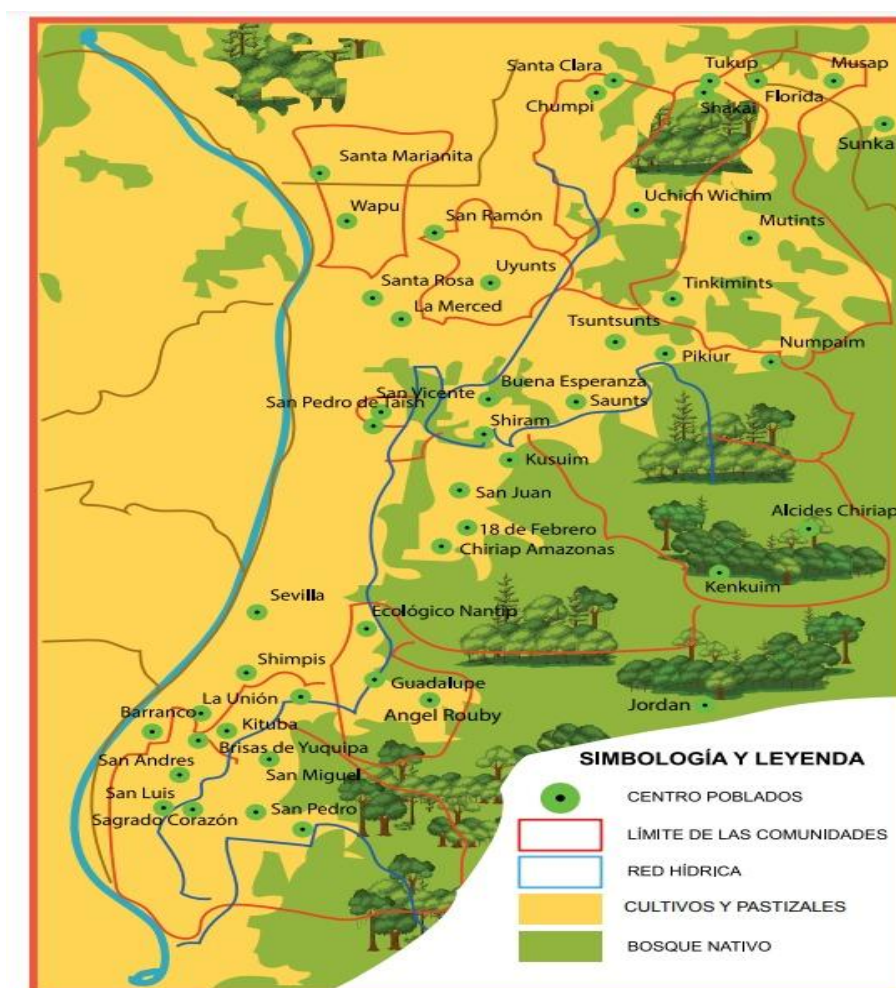 Santa Clara
Tukup
Musap
Chumpi
Shakai
Florida
Sunka
Santa Marianita
Wapu
San Ramón
Uchich Wichim
Mutints
Uyunts
Santa Rosa
La Merced
Tinkimints
Tsuntsunts
Pikiur
Numpaim
San Vicente
San Pedro de Taish
Buena Esperanza
Saunts
Shiram
Kusuim
San Juan
18 de Febrero
Chiriap Amazonas
Alcides Chiriap
Kenkuim
Sevilla
Ecológico Nantip
Shimpis
Guadalupe
La Unión
Angel Rouby
Jordan
Barranco
Kituba
Brisas de Yuquipa
San Andres
San Miguel
San Luis
San Pedro
Sagrado Corazón
SIMBOLOGÍA Y LEYENDA
CENTRO POBLADOS
LÍMITE DE LAS COMUNIDADES
RED HÍDRICA
CULTIVOS Y PASTIZALES
BOSQUE NATIVO